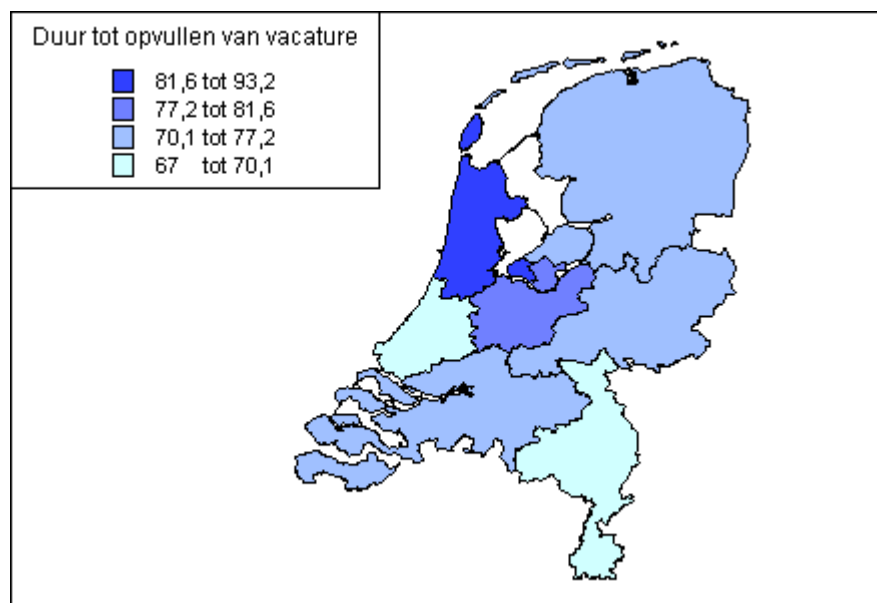 Duur tot opvullen van vacature
81,6 tot 93,2
77,2 tot 81,6
70,1 tot 77,2
67 tot 70,1